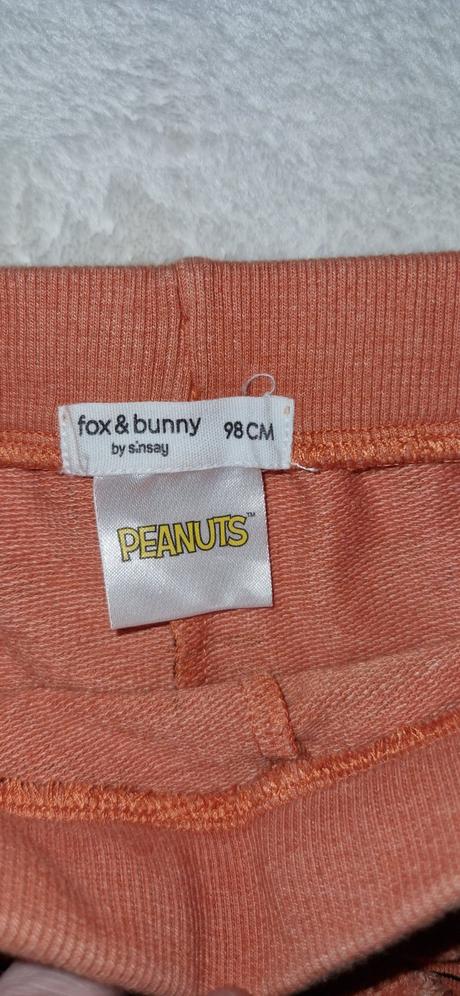 fox & bunny 98 CM
by sinsay
PEANUTS™